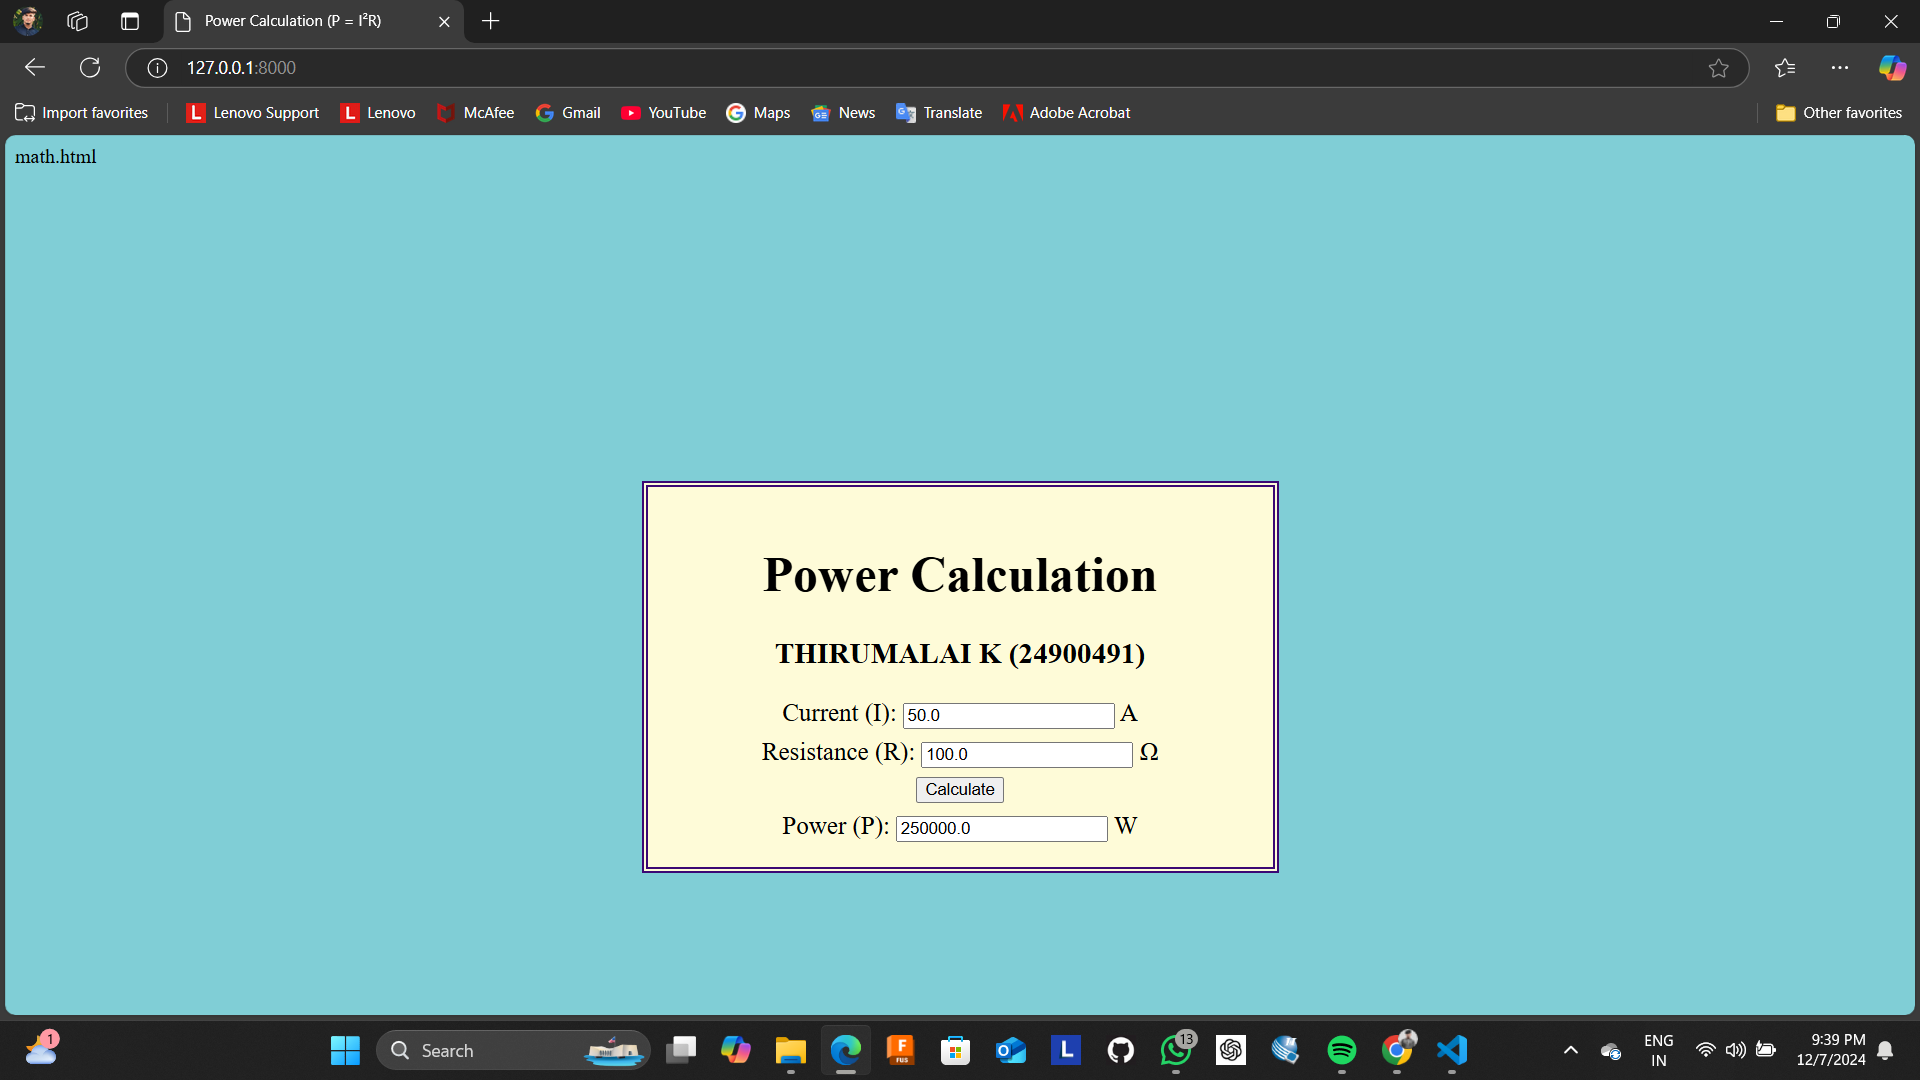 Power Calculation (P = I²R)
127.0.0.1:8000
Import favorites
L Lenovo Support
L Lenovo
McAfee
Gmail
YouTube
Maps
News
Translate
Adobe Acrobat
Other favorites
math.html
Power Calculation
THIRUMALAI K (24900491)
Current (I): 50.0 A
Resistance (R): 100.0 Ω
Calculate
Power (P): 250000.0 W
1
Search
F
FUS
L
13
ENG
IN
9:39 PM
12/7/2024